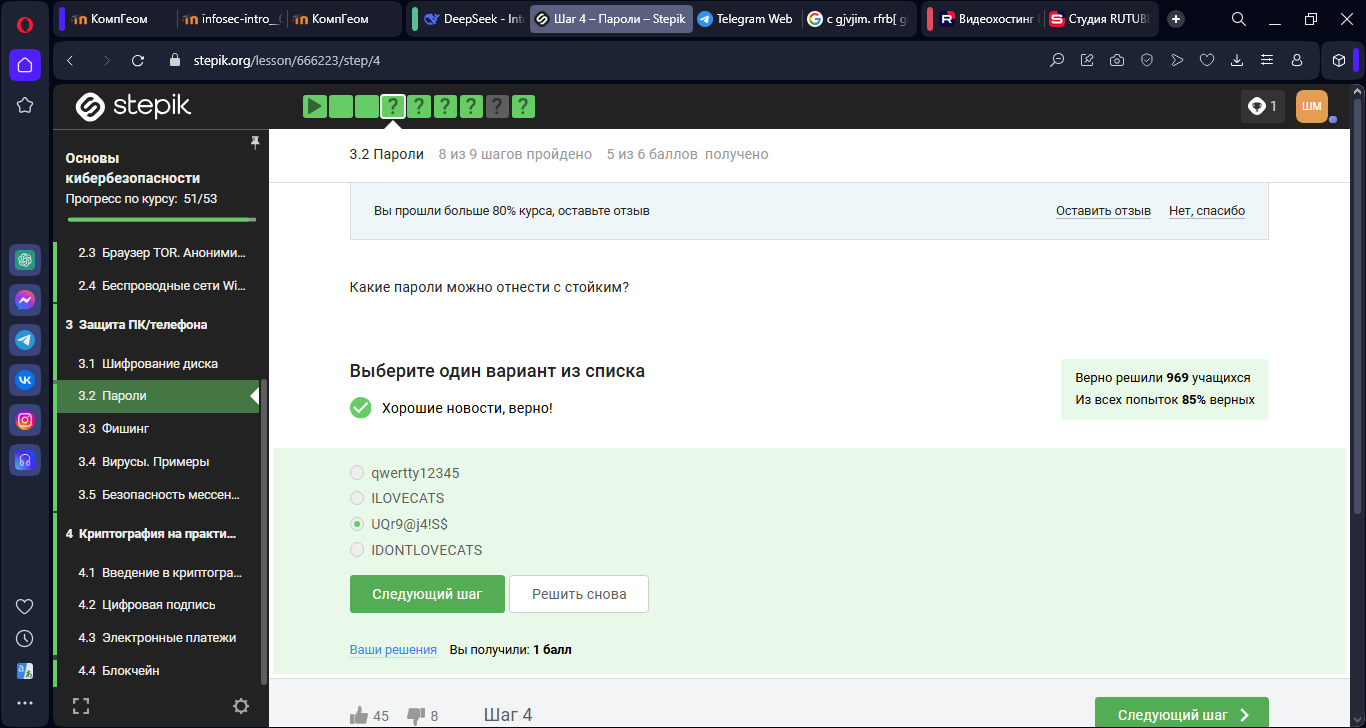 КомпГеом
infosec-intro__
КомпГеом
DeepSeek - Int
Шаг 4 – Пароли – Stepik
Telegram Web
с gjvjim. rfrb[ g
Видеохостинг
Студия RUTUBE
stepik.org/lesson/666223/step/4
stepik
? ? ? ? ? ?
1
ШМ
Основы
кибербезопасности
Прогресс по курсу: 51/53
2.3 Браузер TOR. Аноними...
2.4 Беспроводные сети Wi...
3 Защита ПК/телефона
3.1 Шифрование диска
3.2 Пароли
3.3 Фишинг
3.4 Вирусы. Примеры
3.5 Безопасность мессен...
4 Криптография на практи...
4.1 Введение в криптогра...
4.2 Цифровая подпись
4.3 Электронные платежи
4.4 Блокчейн
3.2 Пароли 8 из 9 шагов пройдено 5 из 6 баллов получено
Вы прошли больше 80% курса, оставьте отзыв
Оставить отзыв Нет, спасибо
Какие пароли можно отнести с стойким?
Выберите один вариант из списка
Хорошие новости, верно!
Верно решили 969 учащихся
Из всех попыток 85% верных
qwertty12345
ILOVECATS
UQr9@j4!S$
IDONTLOVECATS
Следующий шаг Решить снова
Ваши решения Вы получили: 1 балл
45 8 Шаг 4
Следующий шаг